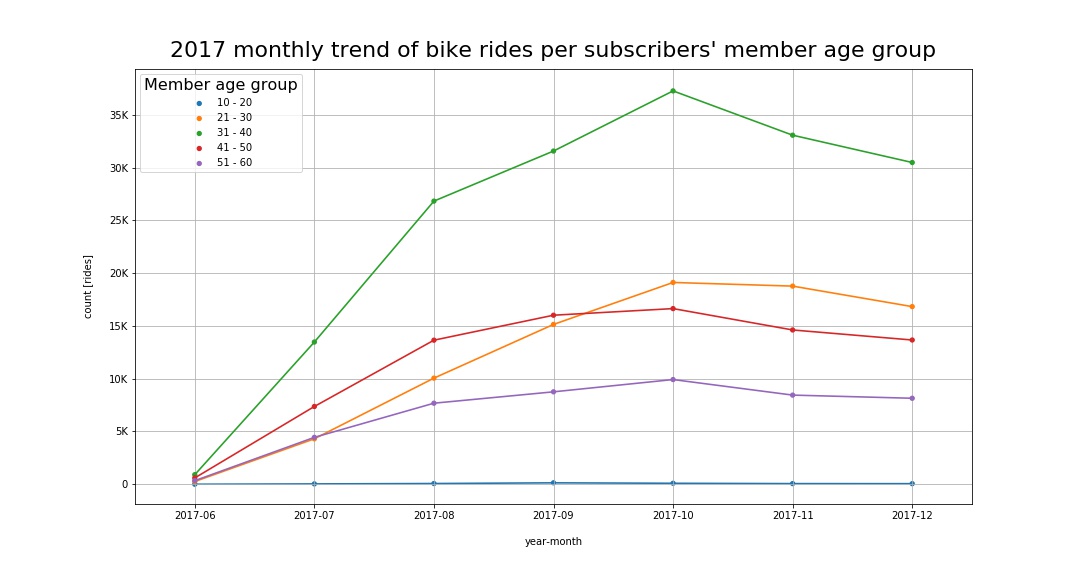 2017 monthly trend of bike rides per subscribers' member age group
Member age group
10 - 20
21 - 30
31 - 40
41 - 50
51 - 60
35K
30K
25K
20K
15K
10K
5K
0
count [rides]
2017-06 2017-07 2017-08 2017-09 2017-10 2017-11 2017-12
year-month